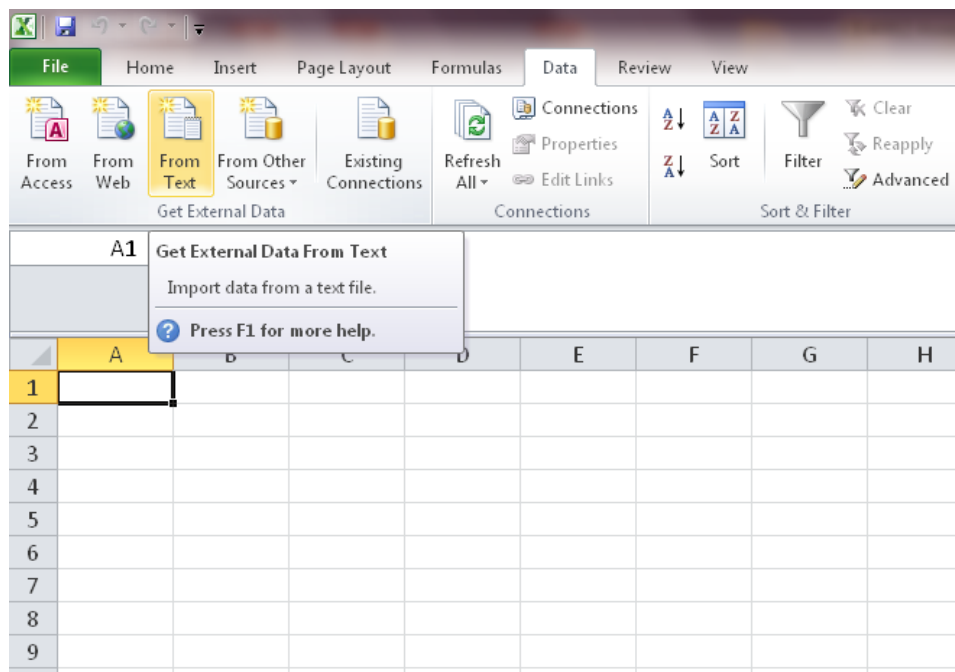 File Home Insert Page Layout Formulas Data Review View
From Access
From Web
From Text
From Other Sources
Existing Connections
Get External Data
Refresh All
Connections
Properties
Edit Links
Connections
Sort
Filter
Clear
Reapply
Advanced
Sort & Filter
A1
Get External Data From Text
Import data from a text file.
Press F1 for more help.
A B C D E F G H
1
2
3
4
5
6
7
8
9